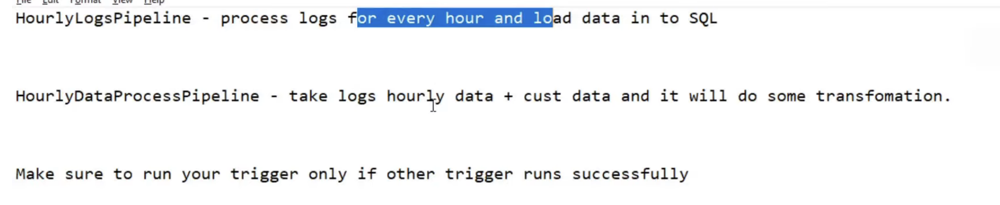 File Edit Format View Help
HourlyLogsPipeline - process logs for every hour and load data in to SQL
HourlyDataProcessPipeline - take logs hourly data + cust data and it will do some transfomation.
Make sure to run your trigger only if other trigger runs successfully